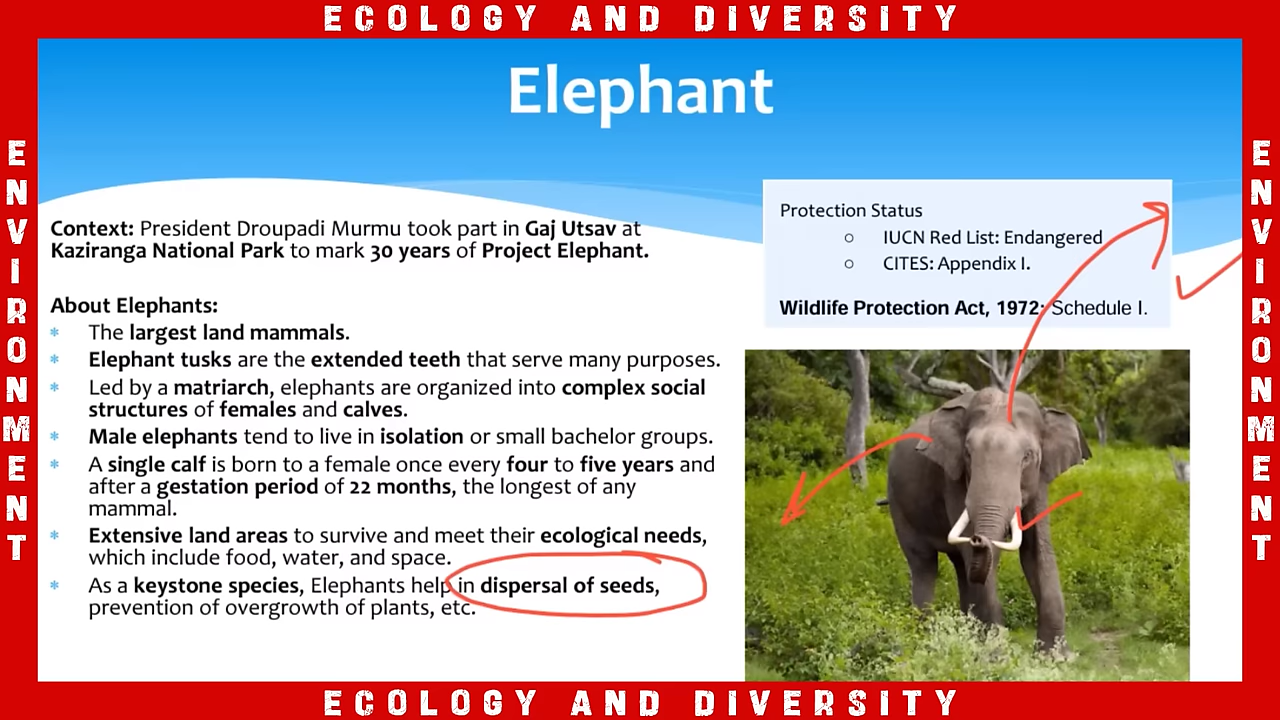 ECOLOGY AND DIVERSITY
ENVIRONMENT
Elephant
Context: President Droupadi Murmu took part in Gaj Utsav at
Kaziranga National Park to mark 30 years of Project Elephant.
About Elephants:
* The largest land mammals.
* Elephant tusks are the extended teeth that serve many purposes.
* Led by a matriarch, elephants are organized into complex social
structures of females and calves.
* Male elephants tend to live in isolation or small bachelor groups.
* A single calf is born to a female once every four to five years and
after a gestation period of 22 months, the longest of any
mammal.
* Extensive land areas to survive and meet their ecological needs,
which include food, water, and space.
* As a keystone species, Elephants help in dispersal of seeds,
prevention of overgrowth of plants, etc.
Protection Status
○ IUCN Red List: Endangered
○ CITES: Appendix I.
Wildlife Protection Act, 1972: Schedule I.
ENVIRONMENT
ECOLOGY AND DIVERSITY